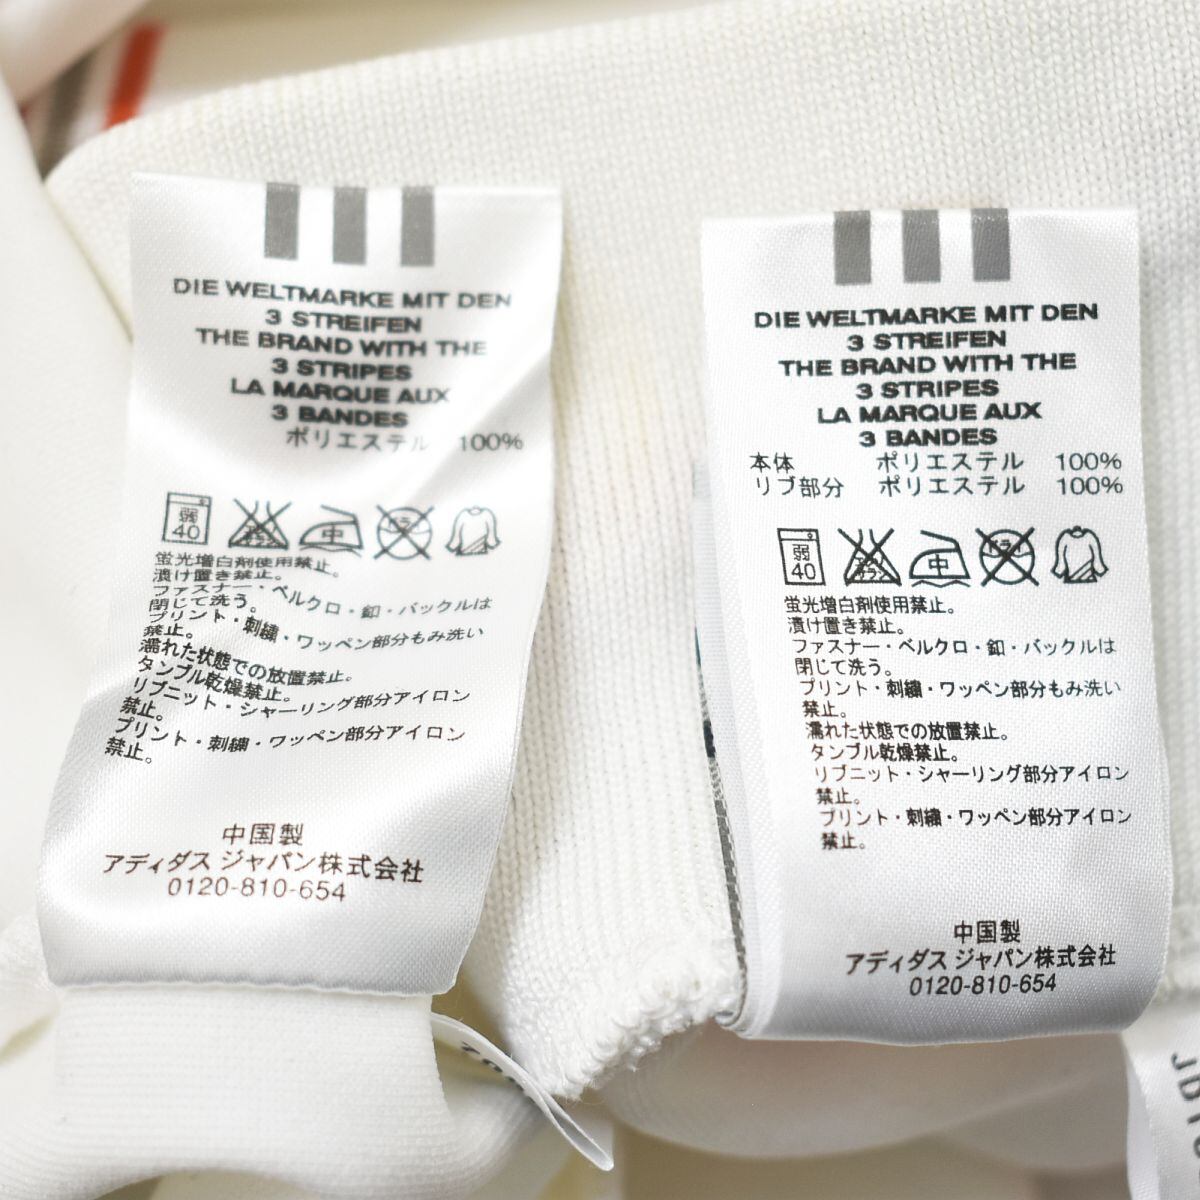 DIE WELTMARKE MIT DEN
3 STREIFEN
THE BRAND WITH THE
3 STRIPES
LA MARQUE AUX
3 BANDES
ポリエステル 100%
弱
40
中
蛍光増白剤使用禁止。
漬け置き禁止。
ファスナー・ベルクロ・釦・バックルは
閉じて洗う。
プリント・刺繍・ワッペン部分もみ洗い
禁止。
濡れた状態での放置禁止。
タンブル乾燥禁止。
リブニット・シャーリング部分アイロン
禁止。
プリント・刺繍・ワッペン部分アイロン
禁止。
中国製
アディダス ジャパン株式会社
0120-810-654
DIE WELTMARKE MIT DEN
3 STREIFEN
THE BRAND WITH THE
3 STRIPES
LA MARQUE AUX
3 BANDES
本体 ポリエステル 100%
リブ部分 ポリエステル 100%
弱
40
中
蛍光増白剤使用禁止。
漬け置き禁止。
ファスナー・ベルクロ・釦・バックルは
閉じて洗う。
プリント・刺繍・ワッペン部分もみ洗い
禁止。
濡れた状態での放置禁止。
タンブル乾燥禁止。
リブニット・シャーリング部分アイロン
禁止。
プリント・刺繍・ワッペン部分アイロン
禁止。
中国製
アディダス ジャパン株式会社
0120-810-654